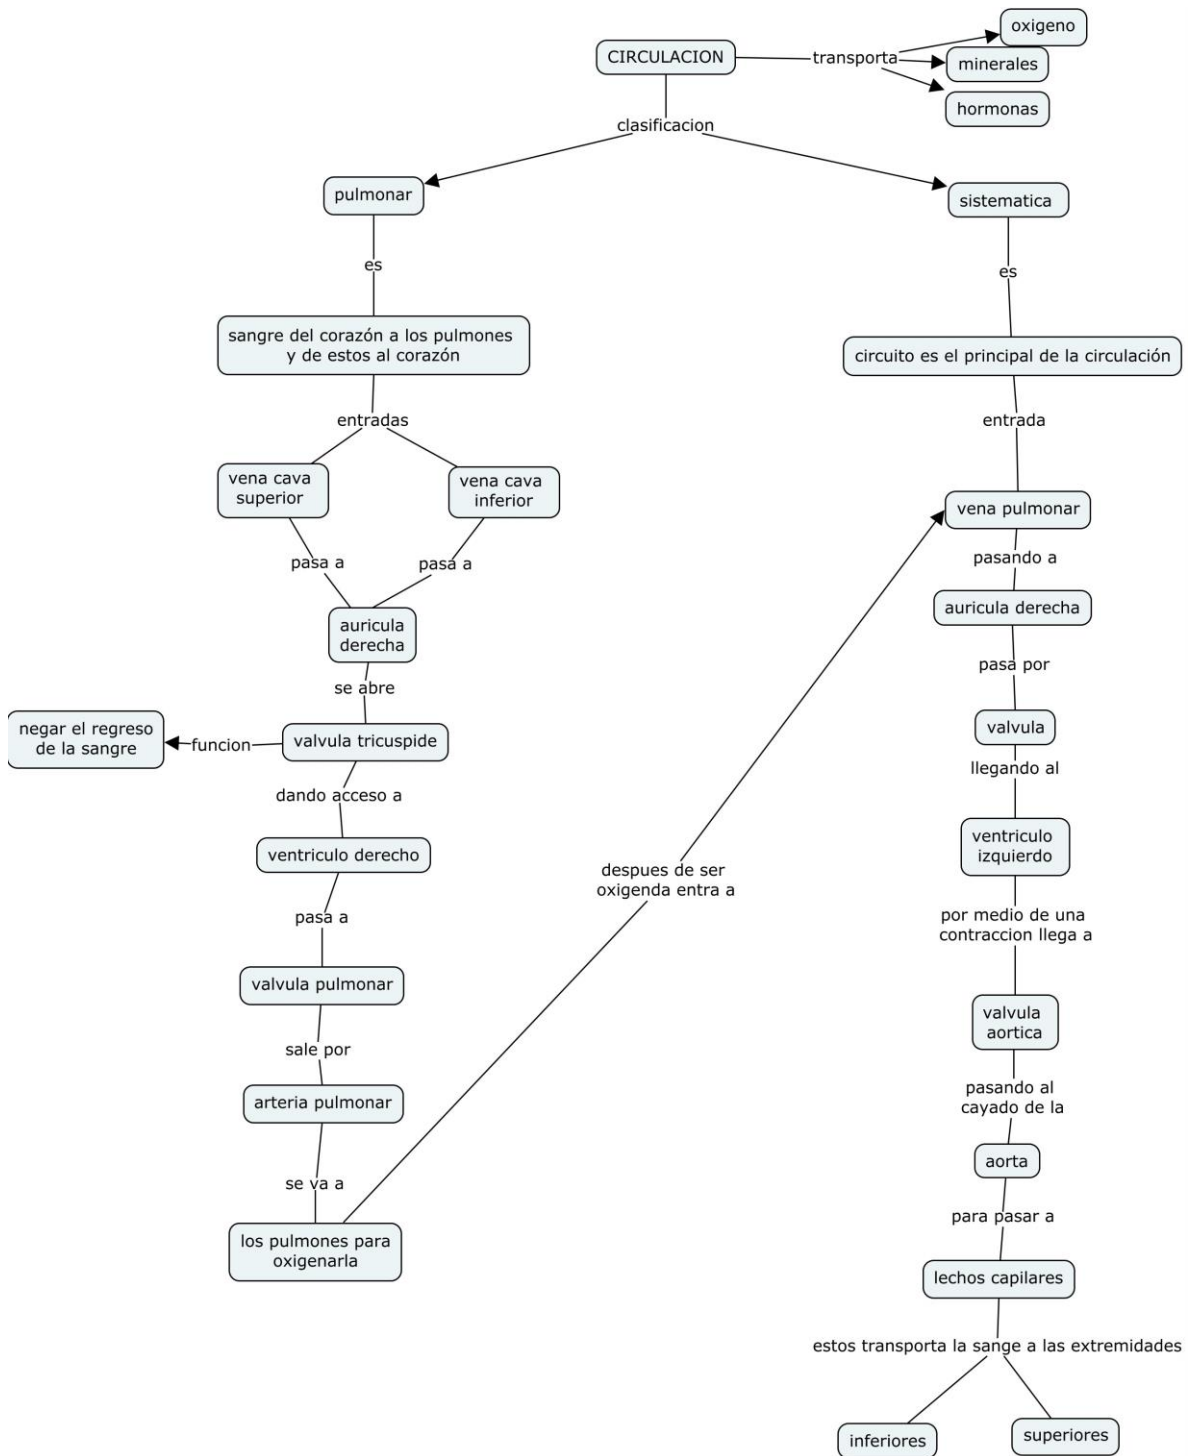 CIRCULACION
transporta
oxigeno
minerales
hormonas
clasificacion
pulmonar
es
sangre del corazón a los pulmones
y de estos al corazón
entradas
vena cava
superior
vena cava
inferior
pasa a
pasa a
auricula
derecha
se abre
valvula tricuspide
funcion
negar el regreso
de la sangre
dando acceso a
ventriculo derecho
pasa a
valvula pulmonar
sale por
arteria pulmonar
se va a
los pulmones para
oxigenarla
despues de ser
oxigenda entra a
sistematica
es
circuito es el principal de la circulación
entrada
vena pulmonar
pasando a
auricula derecha
pasa por
valvula
llegando al
ventriculo
izquierdo
por medio de una
contraccion llega a
valvula
aortica
pasando al
cayado de la
aorta
para pasar a
lechos capilares
estos transporta la sange a las extremidades
inferiores
superiores